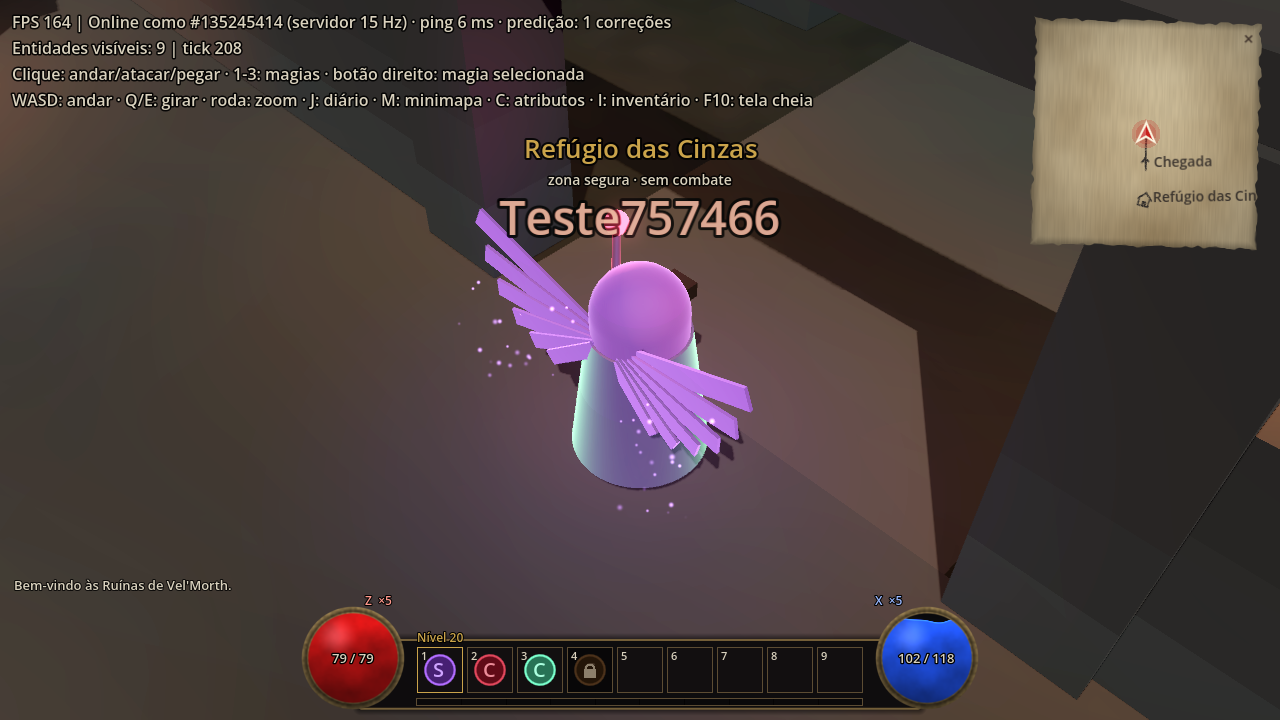 FPS 164 | Online como #135245414 (servidor 15 Hz) · ping 6 ms · predição: 1 correções
Entidades visíveis: 9 | tick 208
Clique: andar/atacar/pegar · 1-3: magias · botão direito: magia selecionada
WASD: andar · Q/E: girar · roda: zoom · J: diário · M: minimapa · C: atributos · I: inventário · F10: tela cheia
×
Refúgio das Cinzas
zona segura · sem combate
Teste757466
Chegada
Refúgio das Cin
Bem-vindo às Ruínas de Vel'Morth.
Z ×5
X ×5
Nível 20
79 / 79
1 S
2 C
3 C
4
5
6
7
8
9
102 / 118